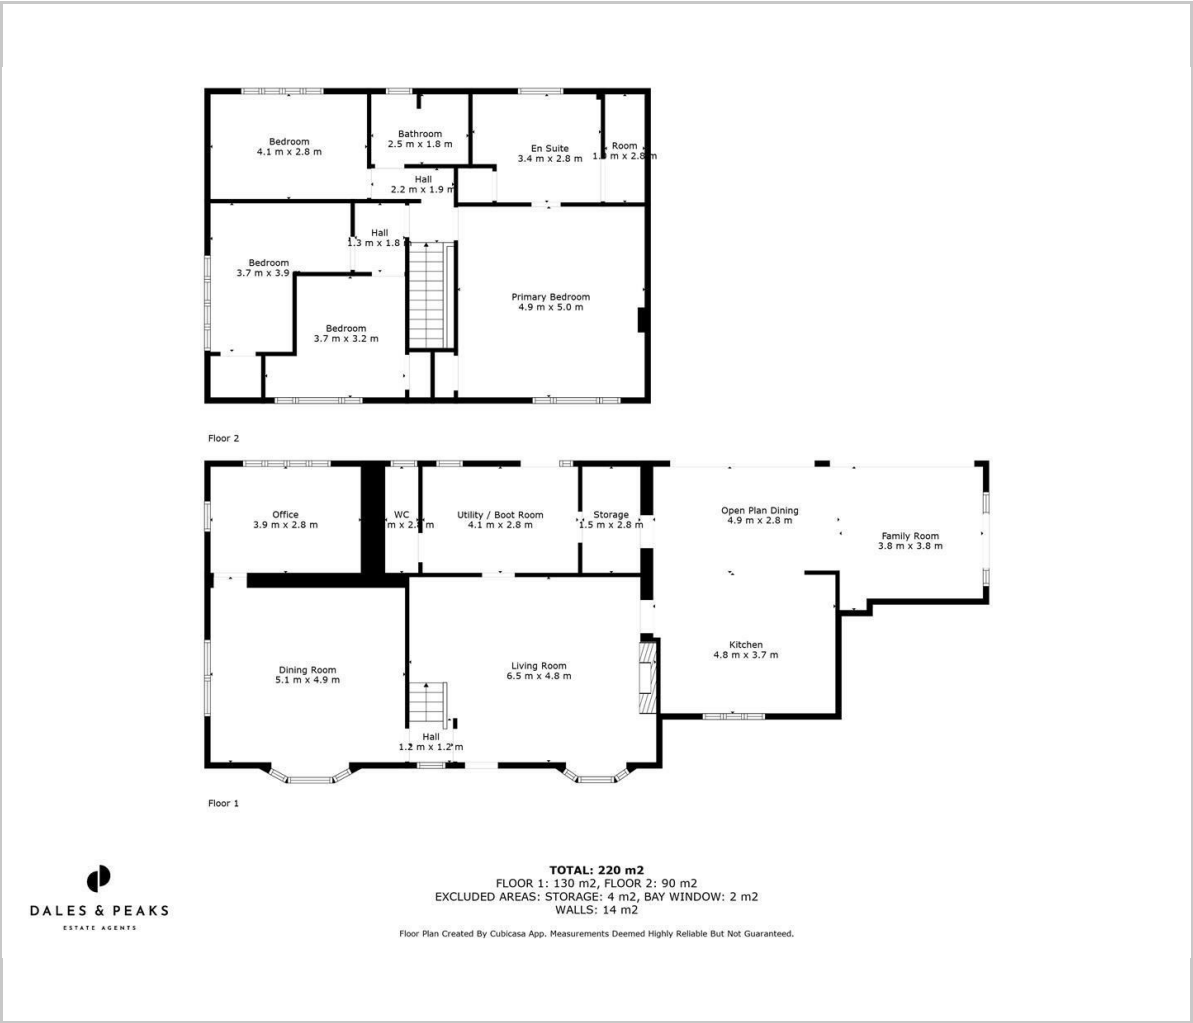 Bedroom
4.1 m x 2.8 m
Bathroom
2.5 m x 1.8 m
En Suite
3.4 m x 2.8 m
Room
m x 2.8 m
Hall
2.2 m x 1.9 m
Hall
1.3 m x 1.8
Bedroom
3.7 m x 3.9
Primary Bedroom
4.9 m x 5.0 m
Bedroom
3.7 m x 3.2 m
Floor 2
Office
3.9 m x 2.8 m
WC
m x 2. m
Utility / Boot Room
4.1 m x 2.8 m
Storage
1.5 m x 2.8 m
Open Plan Dining
4.9 m x 2.8 m
Family Room
3.8 m x 3.8 m
Kitchen
4.8 m x 3.7 m
Dining Room
5.1 m x 4.9 m
Living Room
6.5 m x 4.8 m
Hall
1.2 m x 1.2 m
Floor 1
TOTAL: 220 m2
FLOOR 1: 130 m2, FLOOR 2: 90 m2
EXCLUDED AREAS: STORAGE: 4 m2, BAY WINDOW: 2 m2
WALLS: 14 m2
DALES & PEAKS
ESTATE AGENTS
Floor Plan Created By Cubicasa App. Measurements Deemed Highly Reliable But Not Guaranteed.